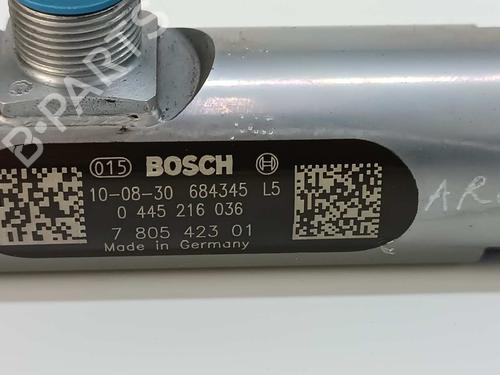 B-PARTS
015 BOSCH
10-08-30 684345 L5
0 445 216 036
7 805 423 01
Made in Germany